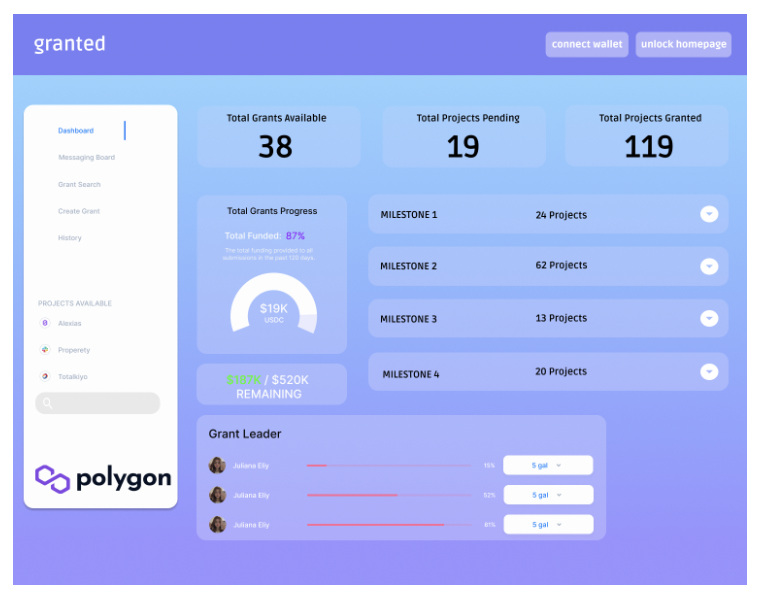 granted
connect wallet
unlock homepage
Dashboard
Messaging Board
Grant Search
Create Grant
History
PROJECTS AVAILABLE
Alexias
Properety
Totalkiyo
polygon
Total Grants Available
38
Total Projects Pending
19
Total Projects Granted
119
Total Grants Progress
Total Funded: 87%
The total funding provided to all
submissions in the past 120 days.
$19K
USDC
/ $520K
REMAINING
MILESTONE 1 24 Projects
MILESTONE 2 62 Projects
MILESTONE 3 13 Projects
MILESTONE 4 20 Projects
Grant Leader
Juliana Elly 15% 5 gal
Juliana Elly 52% 5 gal
Juliana Elly 81% 5 gal